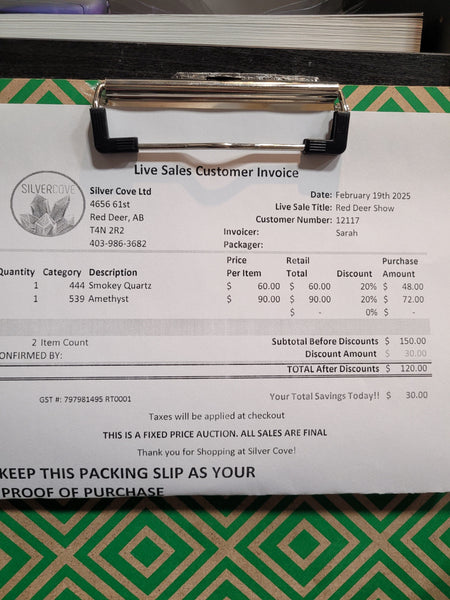 Live Sales Customer Invoice
SILVERCOVE
Silver Cove Ltd
4656 61st
Red Deer, AB
T4N 2R2
403-986-3682
Date: February 19th 2025
Live Sale Title: Red Deer Show
Customer Number: 12117
Invoicer: Sarah
Packager:
Quantity Category Description Price Per Item Retail Total Discount Purchase Amount
1 444 Smokey Quartz $ 60.00 $ 60.00 20% $ 48.00
1 539 Amethyst $ 90.00 $ 90.00 20% $ 72.00
$ - 0% $ -
2 Item Count Subtotal Before Discounts $ 150.00
ONFIRMED BY: Discount Amount $ 30.00
TOTAL After Discounts $ 120.00
GST #: 797981495 RT0001 Your Total Savings Today!! $ 30.00
Taxes will be applied at checkout
THIS IS A FIXED PRICE AUCTION. ALL SALES ARE FINAL
Thank you for Shopping at Silver Cove!
KEEP THIS PACKING SLIP AS YOUR
PROOF OF PURCHASE